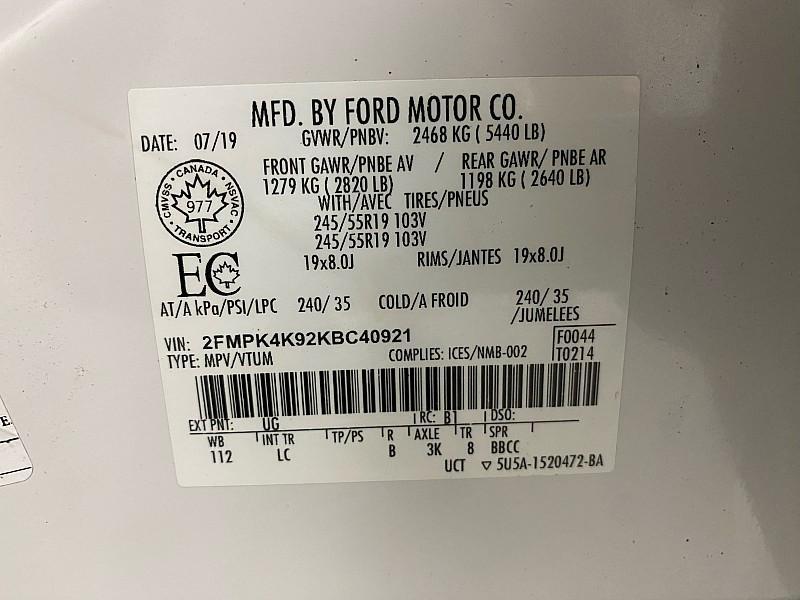 MFD. BY FORD MOTOR CO.
DATE: 07/19 GVWR/PNBV: 2468 KG ( 5440 LB)
FRONT GAWR/PNBE AV / REAR GAWR/ PNBE AR
1279 KG ( 2820 LB) 1198 KG ( 2640 LB)
WITH/AVEC TIRES/PNEUS
245/55R19 103V
245/55R19 103V
19x8.0J RIMS/JANTES 19x8.0J
CANADA
CMVSS 977 NSVAC
TRANSPORT
EC
AT/A kPa/PSI/LPC 240/ 35 COLD/A FROID 240/ 35
/JUMELEES
VIN: 2FMPK4K92KBC40921 F0044
TYPE: MPV/VTUM COMPLIES: ICES/NMB-002 T0214
EXT PNT: UG RC: B1 DSO:
WB INT TR TP/PS R AXLE TR SPR
112 LC B 3K 8 BBCC
UCT ▽ 5U5A-1520472-BA
E